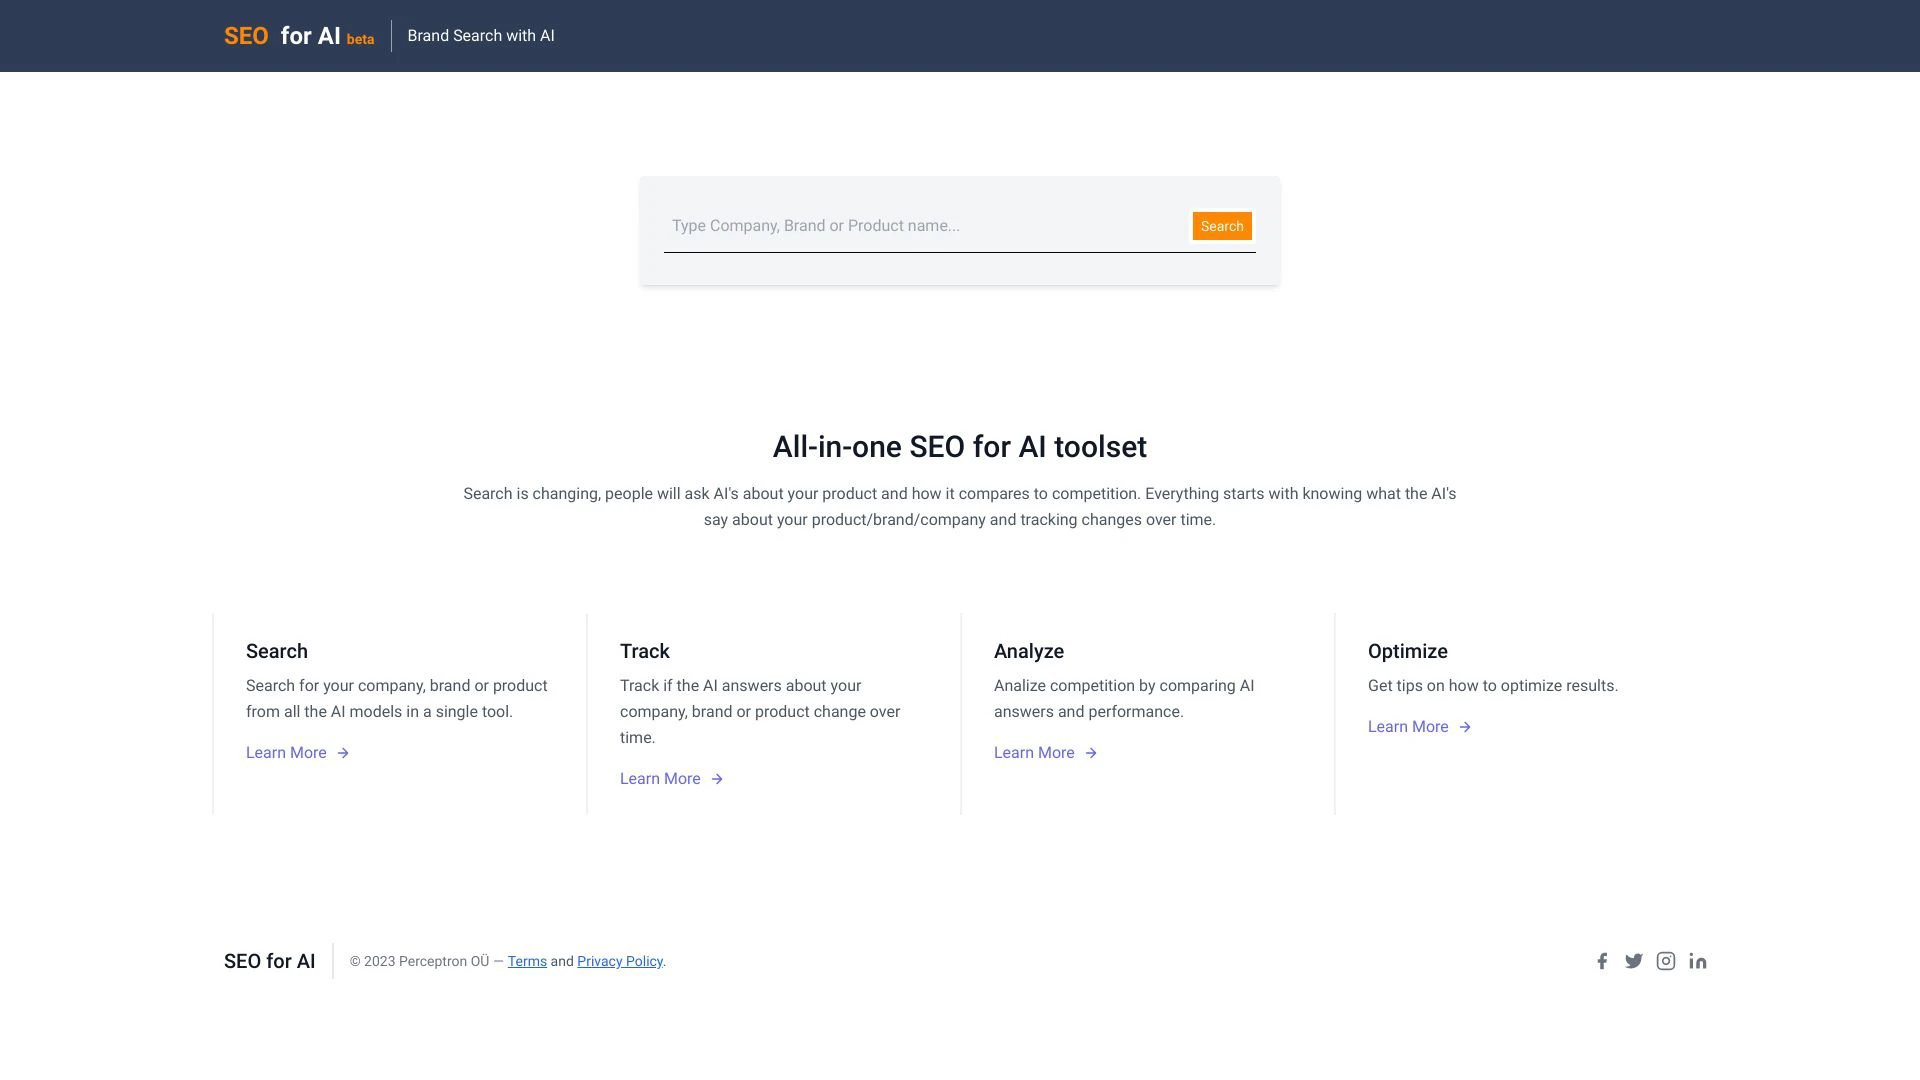 SEO for AI beta
Brand Search with AI
Type Company, Brand or Product name...
Search
All-in-one SEO for AI toolset
Search is changing, people will ask AI's about your product and how it compares to competition. Everything starts with knowing what the AI's
say about your product/brand/company and tracking changes over time.
Search
Search for your company, brand or product
from all the AI models in a single tool.
Learn More
Track
Track if the AI answers about your
company, brand or product change over
time.
Learn More
Analyze
Analize competition by comparing AI
answers and performance.
Learn More
Optimize
Get tips on how to optimize results.
Learn More
SEO for AI
© 2023 Perceptron OÜ — Terms and Privacy Policy.